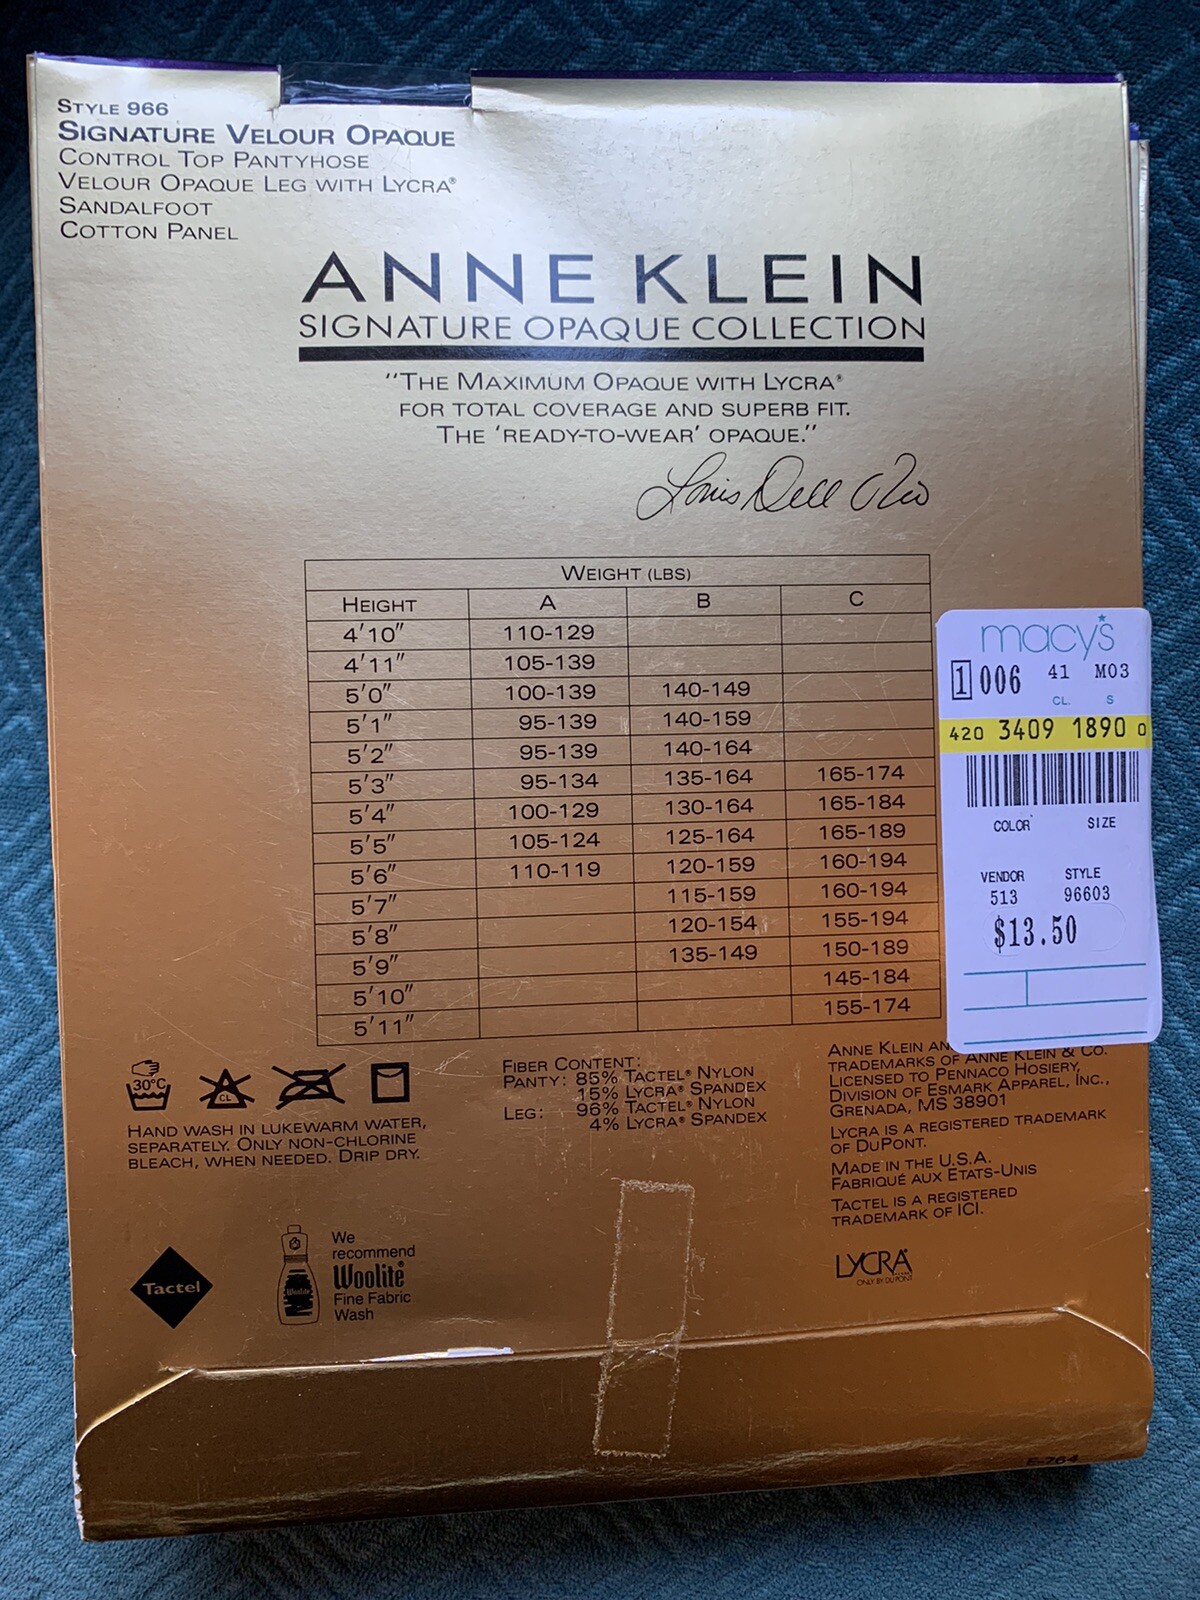 STYLE 966
SIGNATURE VELOUR OPAQUE
CONTROL TOP PANTYHOSE
VELOUR OPAQUE LEG WITH LYCRA®
SANDALFOOT
COTTON PANEL
ANNE KLEIN
SIGNATURE OPAQUE COLLECTION
"THE MAXIMUM OPAQUE WITH LYCRA®
FOR TOTAL COVERAGE AND SUPERB FIT.
THE 'READY-TO-WEAR' OPAQUE."
Louis Dell'Olio
WEIGHT (LBS)
HEIGHT A B C
4'10" 110-129
4'11" 105-139
5'0" 100-139 140-149
5'1" 95-139 140-159
5'2" 95-139 140-164
5'3" 95-134 135-164 165-174
5'4" 100-129 130-164 165-184
5'5" 105-124 125-164 165-189
5'6" 110-119 120-159 160-194
5'7" 115-159 160-194
5'8" 120-154 155-194
5'9" 135-149 150-189
5'10" 145-184
5'11" 155-174
macy's
1 006 41 M03
CL. S
420 3409 1890 0
COLOR SIZE
VENDOR STYLE
513 96603
$13.50
30°C
CL
HAND WASH IN LUKEWARM WATER,
SEPARATELY. ONLY NON-CHLORINE
BLEACH, WHEN NEEDED. DRIP DRY.
FIBER CONTENT:
PANTY: 85% TACTEL® NYLON
15% LYCRA® SPANDEX
LEG: 96% TACTEL® NYLON
4% LYCRA® SPANDEX
ANNE KLEIN AN
TRADEMARKS OF ANNE KLEIN & CO.
LICENSED TO PENNACO HOSIERY,
DIVISION OF ESMARK APPAREL, INC.,
GRENADA, MS 38901
LYCRA IS A REGISTERED TRADEMARK
OF DUPONT.
MADE IN THE U.S.A.
FABRIQUÉ AUX ETATS-UNIS
TACTEL IS A REGISTERED
TRADEMARK OF ICI.
Tactel
Woolite
We
recommend
Woolite®
Fine Fabric
Wash
LYCRA®
ONLY BY DU PONT
E-764